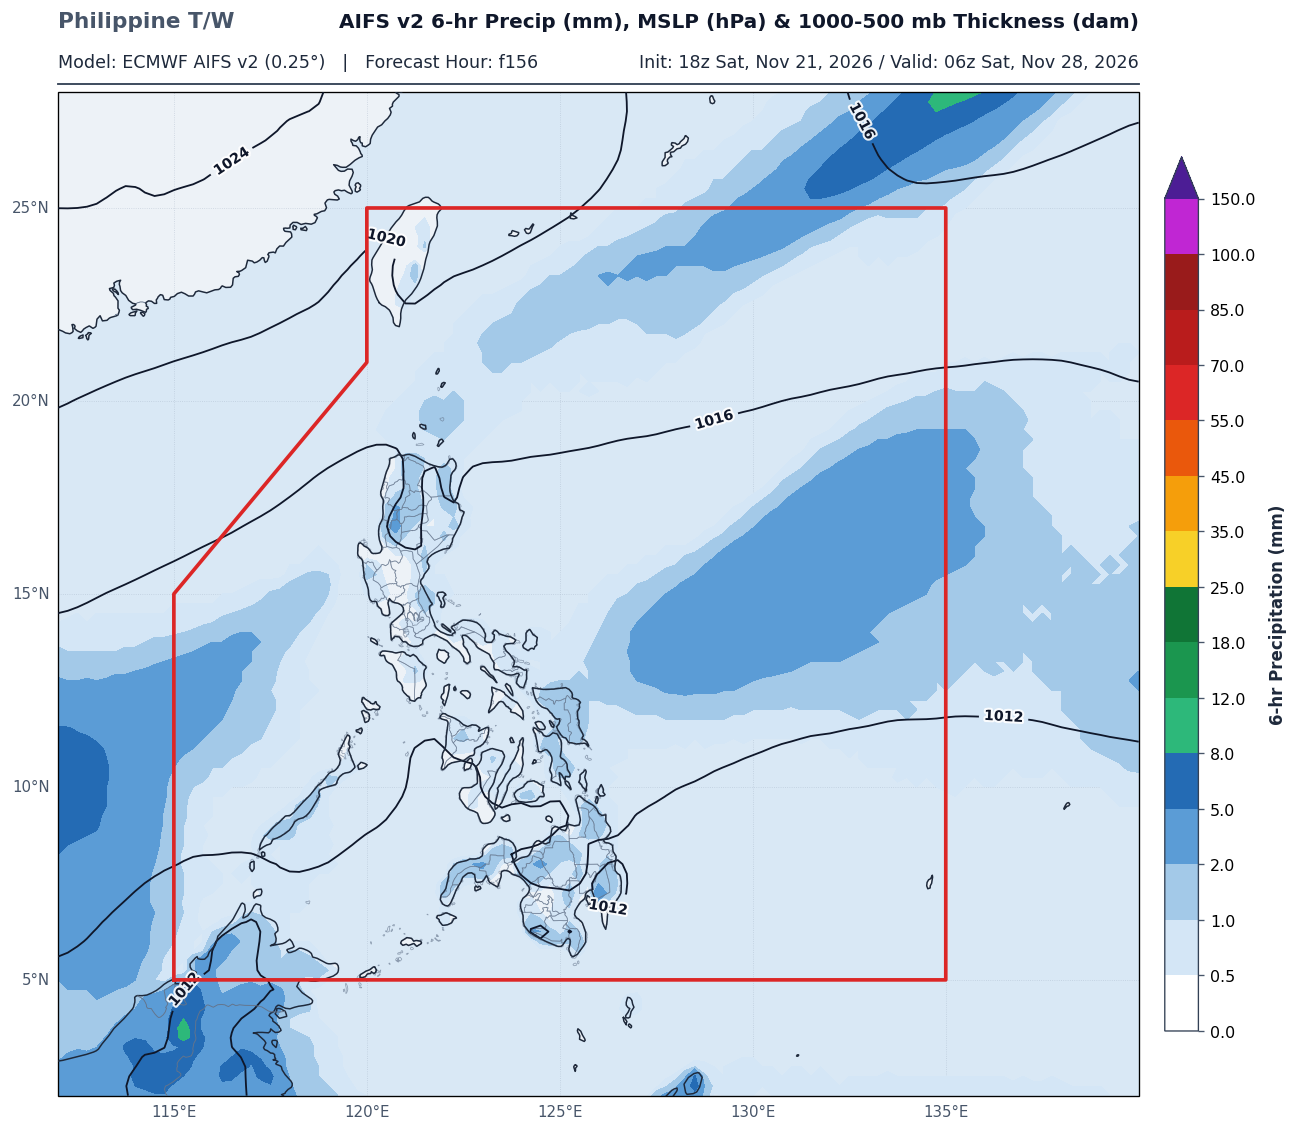 Philippine T/W
AIFS v2 6-hr Precip (mm), MSLP (hPa) & 1000-500 mb Thickness (dam)
Model: ECMWF AIFS v2 (0.25°) | Forecast Hour: f156
Init: 18z Sat, Nov 21, 2026 / Valid: 06z Sat, Nov 28, 2026
1024
1016
1020
1016
1012
1012
1012
25°N
20°N
15°N
10°N
5°N
115°E
120°E
125°E
130°E
135°E
150.0
100.0
85.0
70.0
55.0
45.0
35.0
25.0
18.0
12.0
8.0
5.0
2.0
1.0
0.5
0.0
6-hr Precipitation (mm)